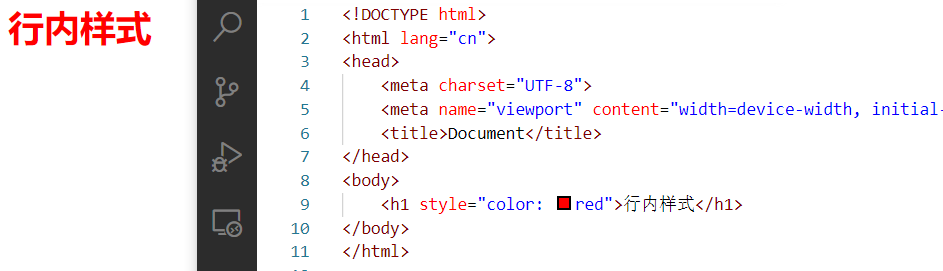 行内样式
1 <!DOCTYPE html>
2 <html lang="cn">
3 <head>
4 <meta charset="UTF-8">
5 <meta name="viewport" content="width=device-width, initial-
6 <title>Document</title>
7 </head>
8 <body>
9 <h1 style="color: red">行内样式</h1>
10 </body>
11 </html>